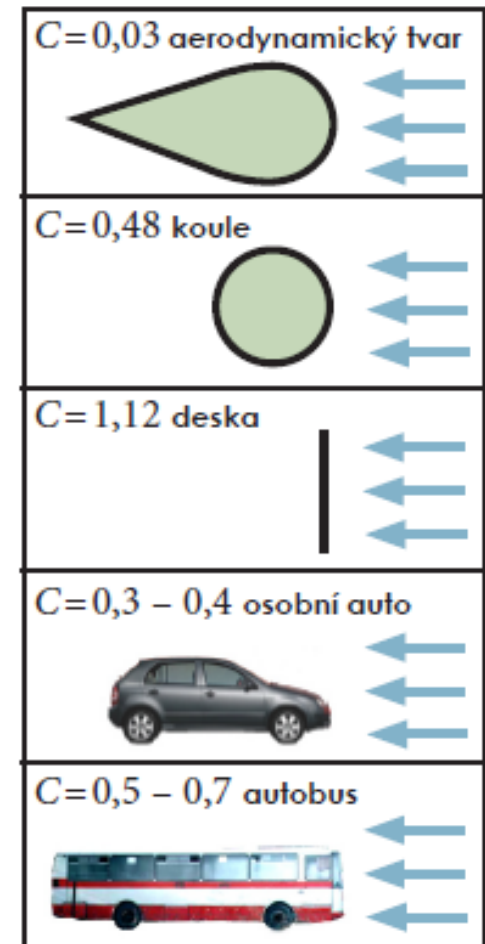 C=0,03 aerodynamický tvar
C=0,48 koule
C=1,12 deska
C=0,3 – 0,4 osobní auto
C=0,5 – 0,7 autobus